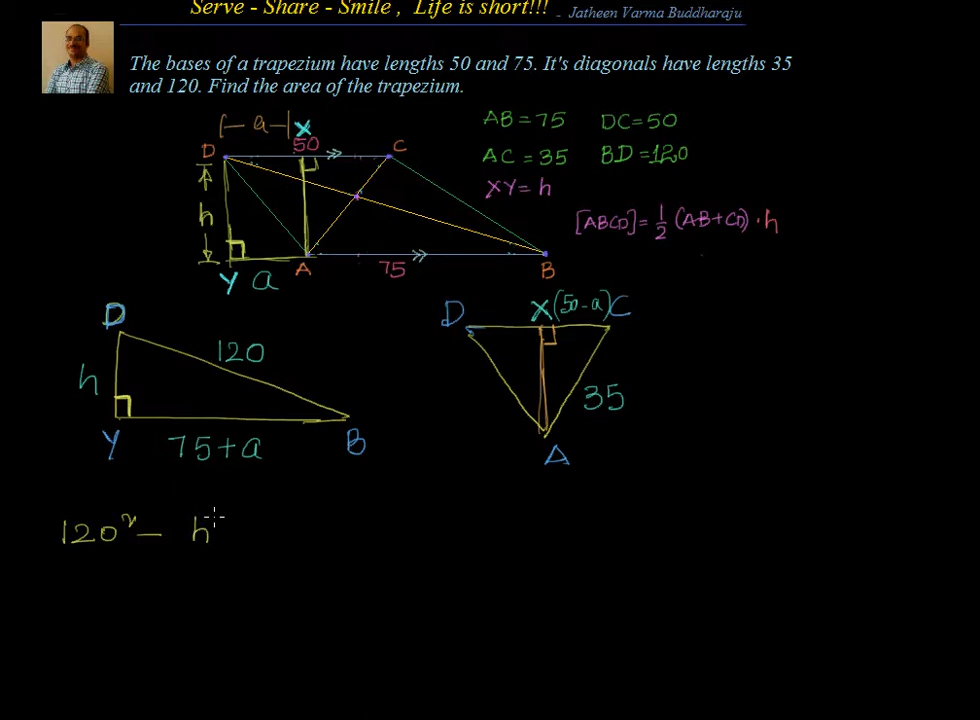 Serve - Share - Smile , Life is short!!! - Jatheen Varma Buddharaju
The bases of a trapezium have lengths 50 and 75. It's diagonals have lengths 35
and 120. Find the area of the trapezium.
|— a —| X
D 50 C
h
Y a A 75 B
AB = 75 DC = 50
AC = 35 BD = 120
XY = h
[ABCD] = 1/2 (AB + CD) · h
D
120
h
Y 75 + a B
D X (50 - a) C
35
A
120² — h